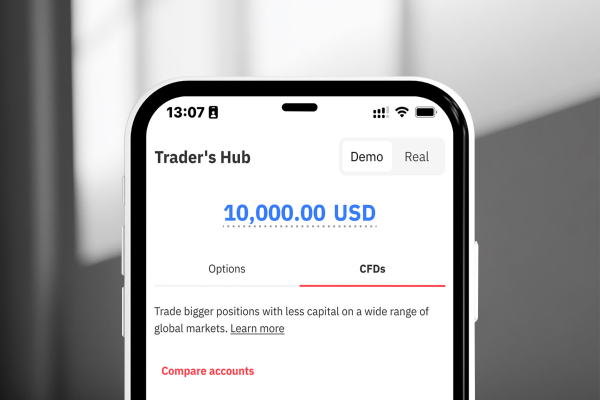 13:07
Trader's Hub
Demo Real
10,000.00 USD
Options CFDs
Trade bigger positions with less capital on a wide range of
global markets. Learn more
Compare accounts